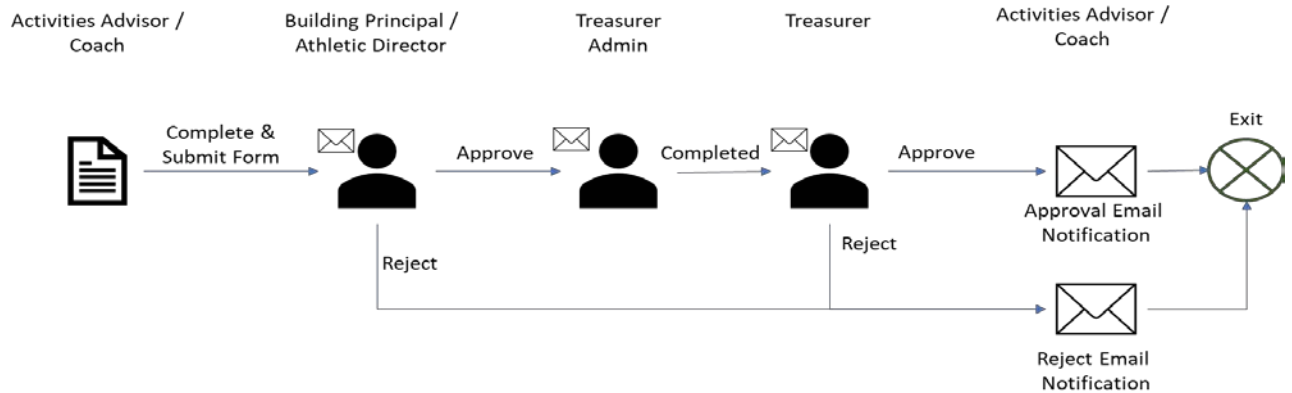 Activities Advisor /
Coach
Building Principal /
Athletic Director
Treasurer
Admin
Treasurer
Activities Advisor /
Coach
Complete &
Submit Form
Approve
Completed
Approve
Exit
Approval Email
Notification
Reject
Reject
Reject Email
Notification